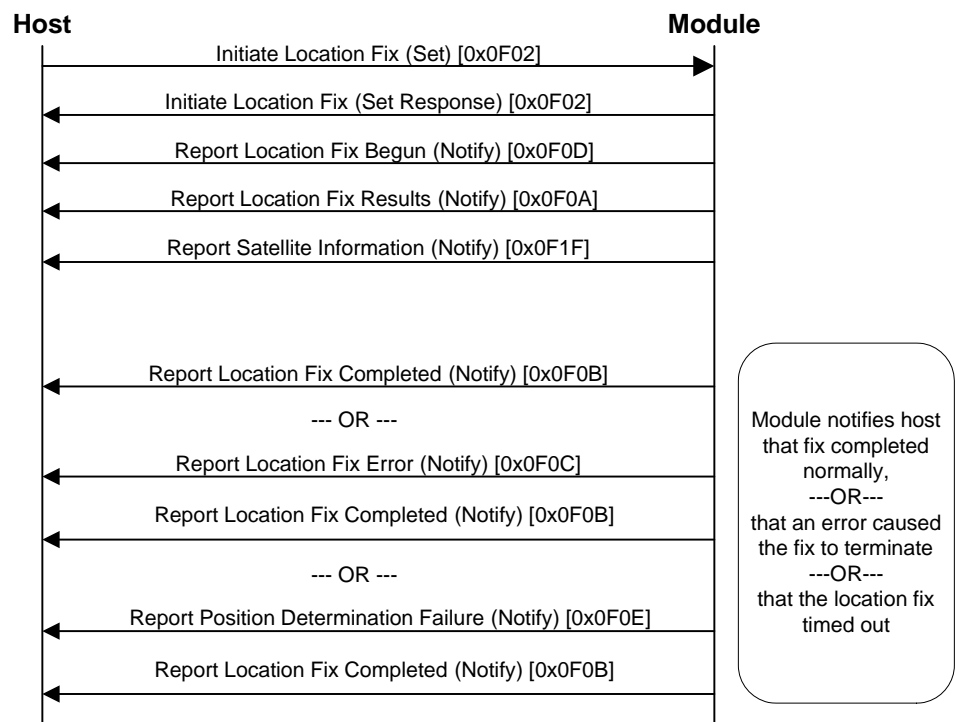 Host
Module
Initiate Location Fix (Set) [0x0F02]
Initiate Location Fix (Set Response) [0x0F02]
Report Location Fix Begun (Notify) [0x0F0D]
Report Location Fix Results (Notify) [0x0F0A]
Report Satellite Information (Notify) [0x0F1F]
Report Location Fix Completed (Notify) [0x0F0B]
--- OR ---
Report Location Fix Error (Notify) [0x0F0C]
Report Location Fix Completed (Notify) [0x0F0B]
--- OR ---
Report Position Determination Failure (Notify) [0x0F0E]
Report Location Fix Completed (Notify) [0x0F0B]
Module notifies host
that fix completed
normally,
---OR---
that an error caused
the fix to terminate
---OR---
that the location fix
timed out